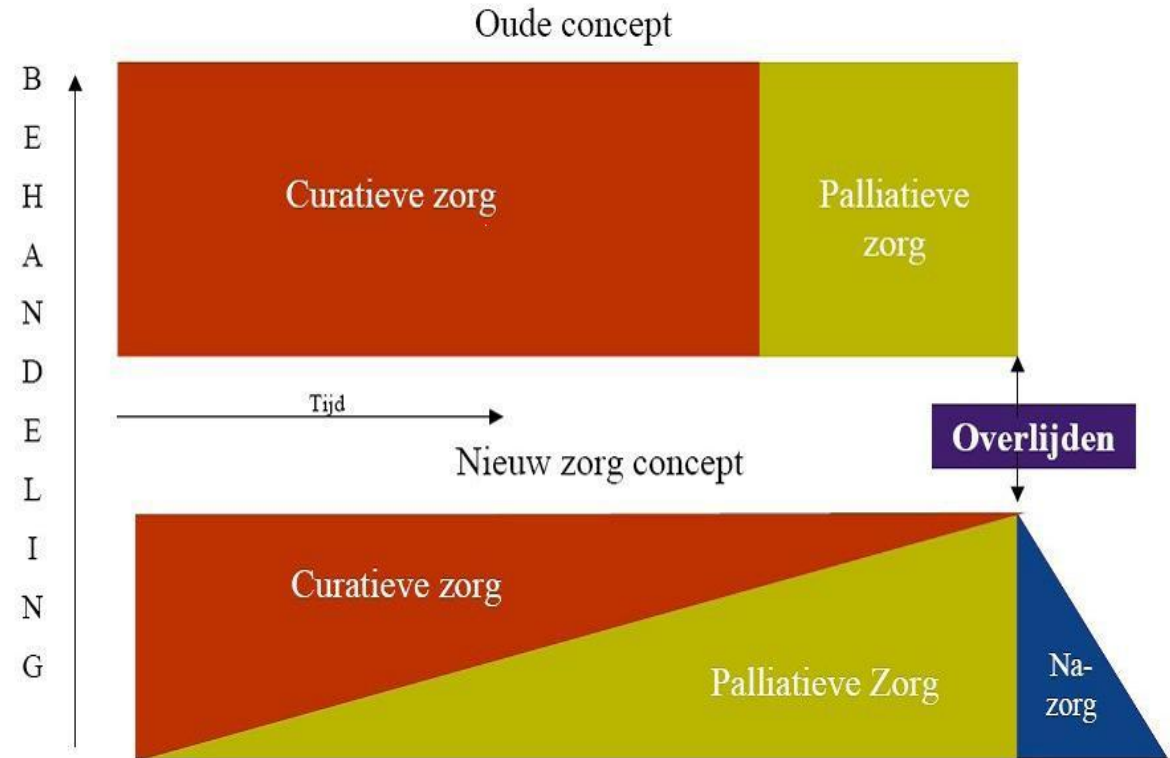 Oude concept
B
E
H
A
N
D
E
L
I
N
G
Curatieve zorg
Palliatieve
zorg
Tijd
Overlijden
Nieuw zorg concept
Curatieve zorg
Palliatieve Zorg
Na-
zorg